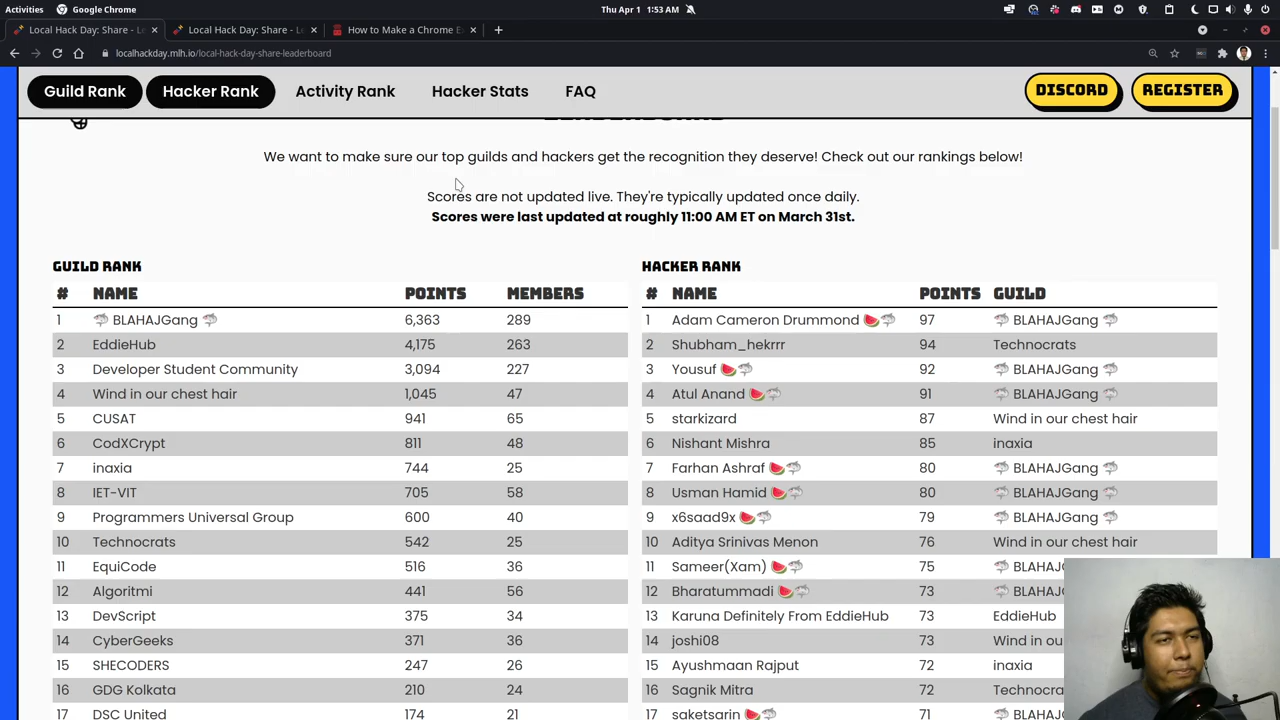 Activities
Google Chrome
Thu Apr 1 1:53 AM
Local Hack Day: Share - Le
Local Hack Day: Share - Le
How to Make a Chrome E
localhackday.mlh.io/local-hack-day-share-leaderboard
Guild Rank
Hacker Rank
Activity Rank
Hacker Stats
FAQ
DISCORD
REGISTER
LEADERBOARD
We want to make sure our top guilds and hackers get the recognition they deserve! Check out our rankings below!
Scores are not updated live. They're typically updated once daily.
Scores were last updated at roughly 11:00 AM ET on March 31st.
GUILD RANK
# NAME POINTS MEMBERS
1 🦈 BLAHAJGang 🦈 6,363 289
2 EddieHub 4,175 263
3 Developer Student Community 3,094 227
4 Wind in our chest hair 1,045 47
5 CUSAT 941 65
6 CodXCrypt 811 48
7 inaxia 744 25
8 IET-VIT 705 58
9 Programmers Universal Group 600 40
10 Technocrats 542 25
11 EquiCode 516 36
12 Algoritmi 441 56
13 DevScript 375 34
14 CyberGeeks 371 36
15 SHECODERS 247 26
16 GDG Kolkata 210 24
17 DSC United 174 21
HACKER RANK
# NAME POINTS GUILD
1 Adam Cameron Drummond 🍉🦈 97 🦈 BLAHAJGang 🦈
2 Shubham_hekrrr 94 Technocrats
3 Yousuf 🍉🦈 92 🦈 BLAHAJGang 🦈
4 Atul Anand 🍉🦈 91 🦈 BLAHAJGang 🦈
5 starkizard 87 Wind in our chest hair
6 Nishant Mishra 85 inaxia
7 Farhan Ashraf 🍉🦈 80 🦈 BLAHAJGang 🦈
8 Usman Hamid 🍉🦈 80 🦈 BLAHAJGang 🦈
9 x6saad9x 🍉🦈 79 🦈 BLAHAJGang 🦈
10 Aditya Srinivas Menon 76 Wind in our chest hair
11 Sameer(Xam) 🍉🦈 75 🦈 BLAHAJG
12 Bharatummadi 🍉🦈 73 🦈 BLAHAJG
13 Karuna Definitely From EddieHub 73 EddieHub
14 joshi08 73 Wind in ou
15 Ayushmaan Rajput 72 inaxia
16 Sagnik Mitra 72 Technocra
17 saketsarin 🍉🦈 71 🦈 BLAHAJG